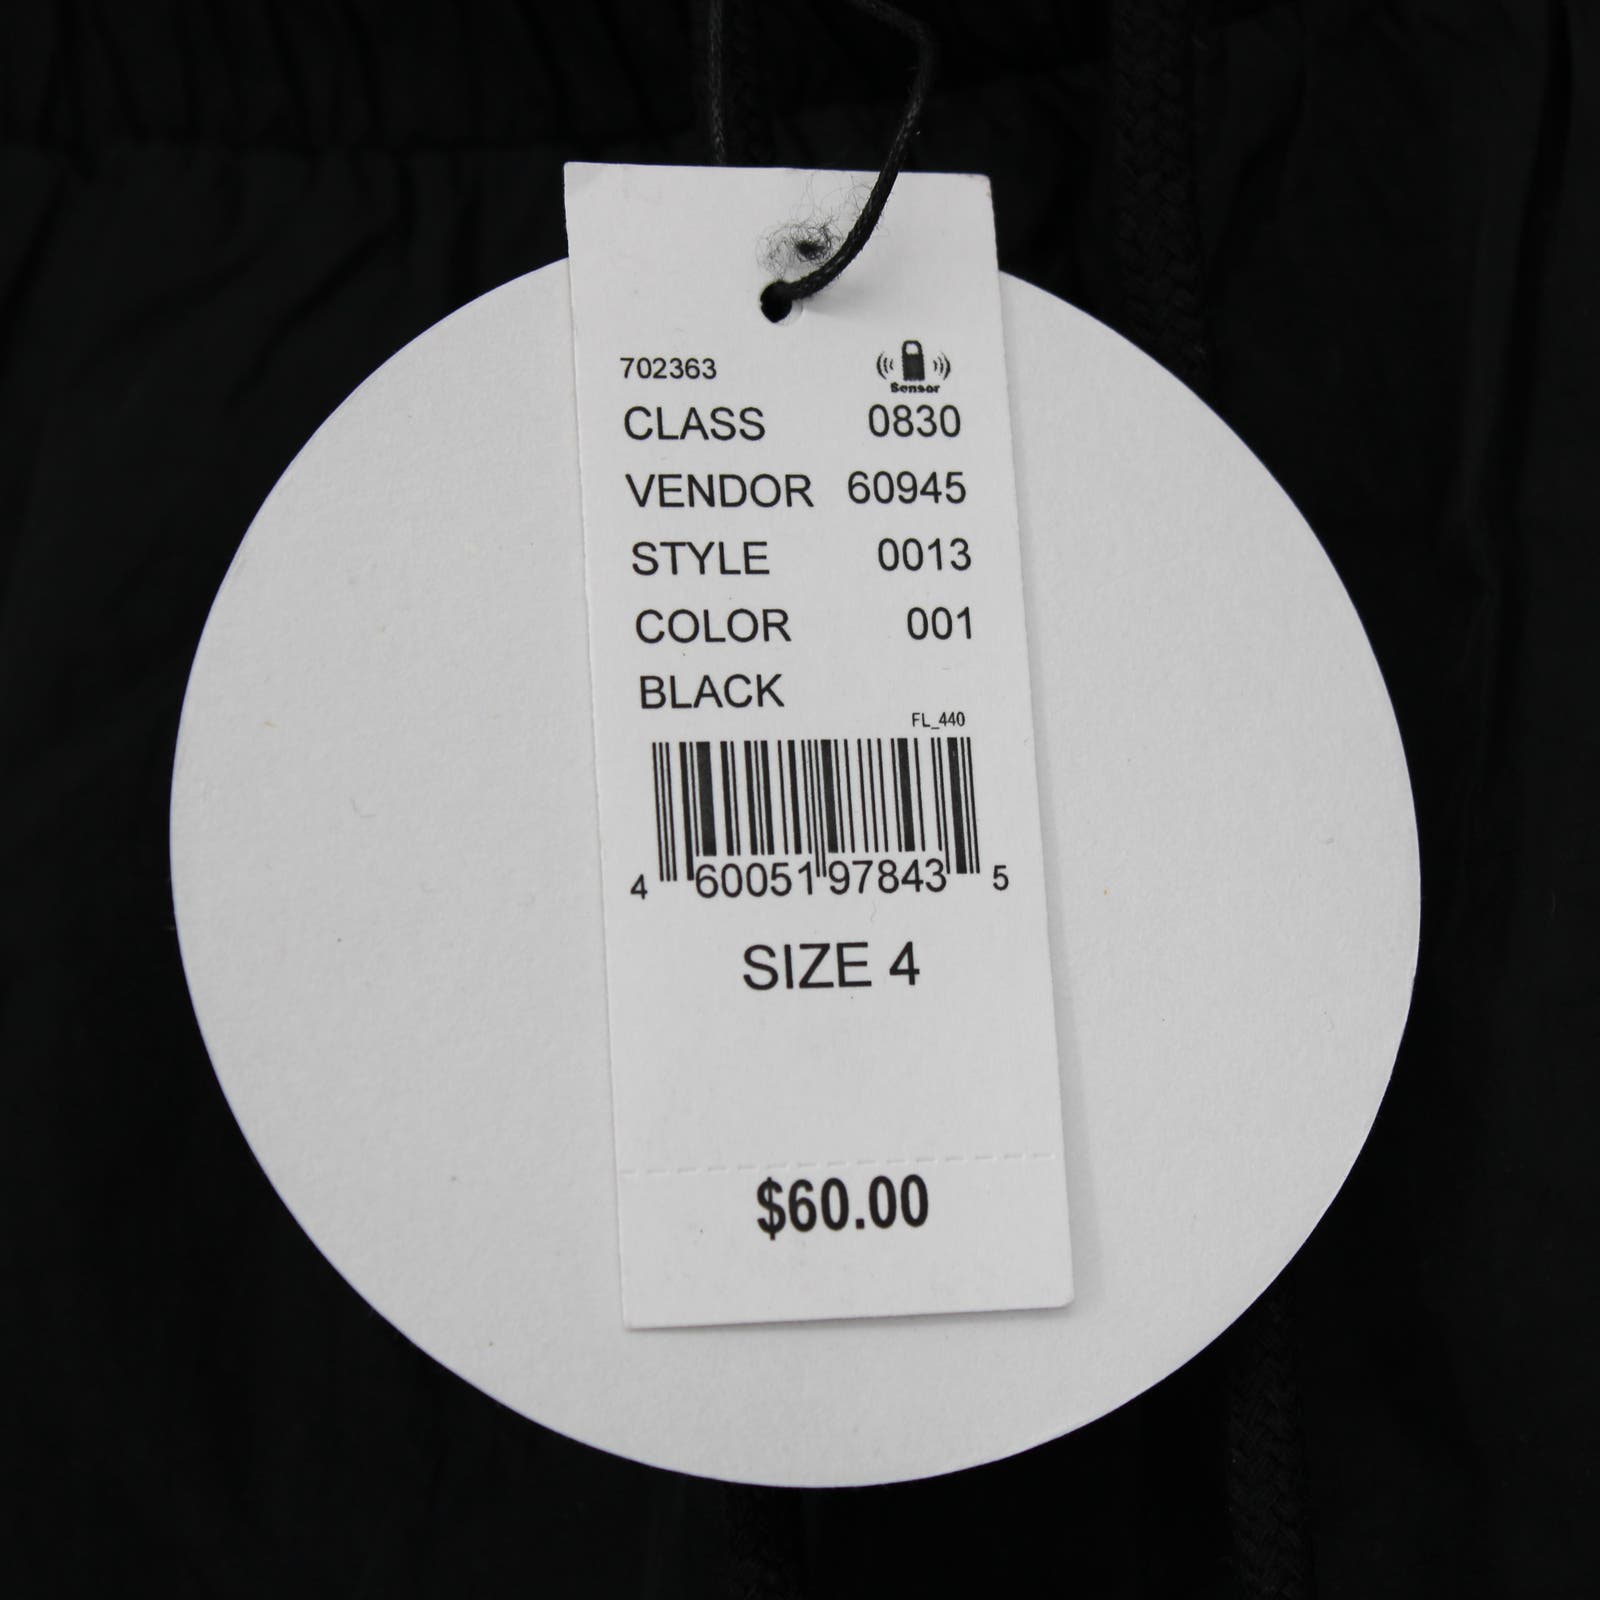 702363
Sensor
CLASS 0830
VENDOR 60945
STYLE 0013
COLOR 001
BLACK
FL_440
4 60051 97843 5
SIZE 4
$60.00